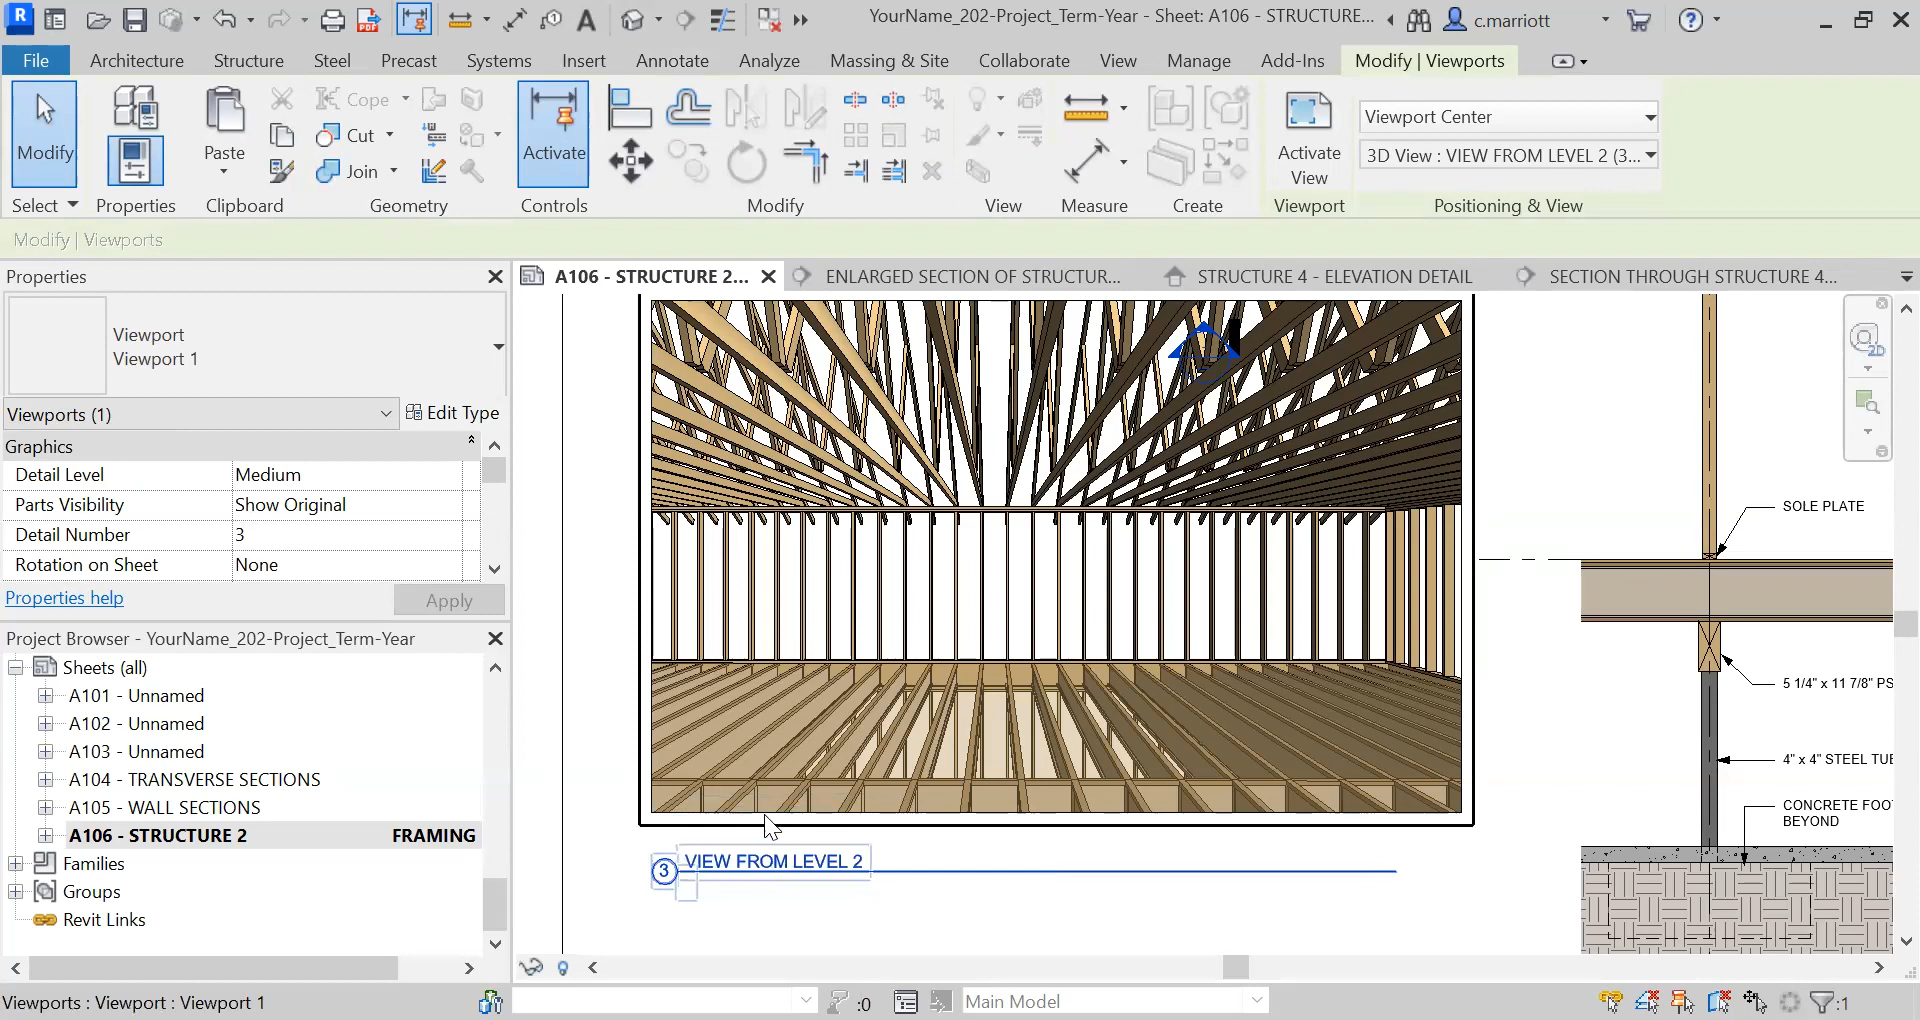 R
YourName_202-Project_Term-Year - Sheet: A106 - STRUCTURE...
c.marriott
File Architecture Structure Steel Precast Systems Insert Annotate Analyze Massing & Site Collaborate View Manage Add-Ins Modify | Viewports
Modify
Paste
Cope
Cut
Join
Activate
Activate View
Viewport Center
3D View : VIEW FROM LEVEL 2 (3...
Select Properties Clipboard Geometry Controls Modify View Measure Create Viewport Positioning & View
Modify | Viewports
Properties
Viewport
Viewport 1
Viewports (1)
Edit Type
Graphics
Detail Level Medium
Parts Visibility Show Original
Detail Number 3
Rotation on Sheet None
Properties help
Apply
Project Browser - YourName_202-Project_Term-Year
Sheets (all)
A101 - Unnamed
A102 - Unnamed
A103 - Unnamed
A104 - TRANSVERSE SECTIONS
A105 - WALL SECTIONS
A106 - STRUCTURE 2 FRAMING
Families
Groups
Revit Links
A106 - STRUCTURE 2... ENLARGED SECTION OF STRUCTUR... STRUCTURE 4 - ELEVATION DETAIL SECTION THROUGH STRUCTURE 4...
2D
SOLE PLATE
5 1/4" x 11 7/8" PS
4" x 4" STEEL TUE
CONCRETE FOO
BEYOND
3 VIEW FROM LEVEL 2
Viewports : Viewport : Viewport 1
:0
Main Model
:1